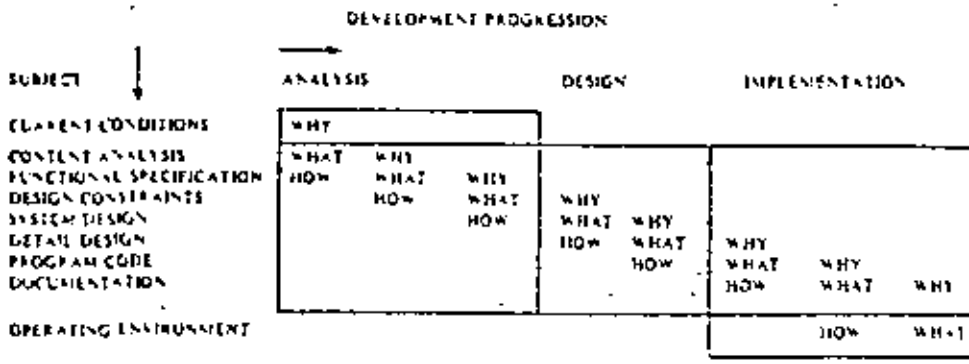 DEVELOPMENT PROGRESSION
SUBJECT ANALYSIS DESIGN IMPLEMENTATION
CURRENT CONDITIONS WHY
CONTENT ANALYSIS WHAT WHY
FUNCTIONAL SPECIFICATION HOW WHAT WHY
DESIGN CONSTRAINTS HOW WHAT WHY
SYSTEM DESIGN HOW WHAT WHY
DETAIL DESIGN HOW WHAT WHY
PROGRAM CODE HOW WHAT WHY
DOCUMENTATION HOW WHAT WHY
OPERATING ENVIRONMENT HOW WHAT